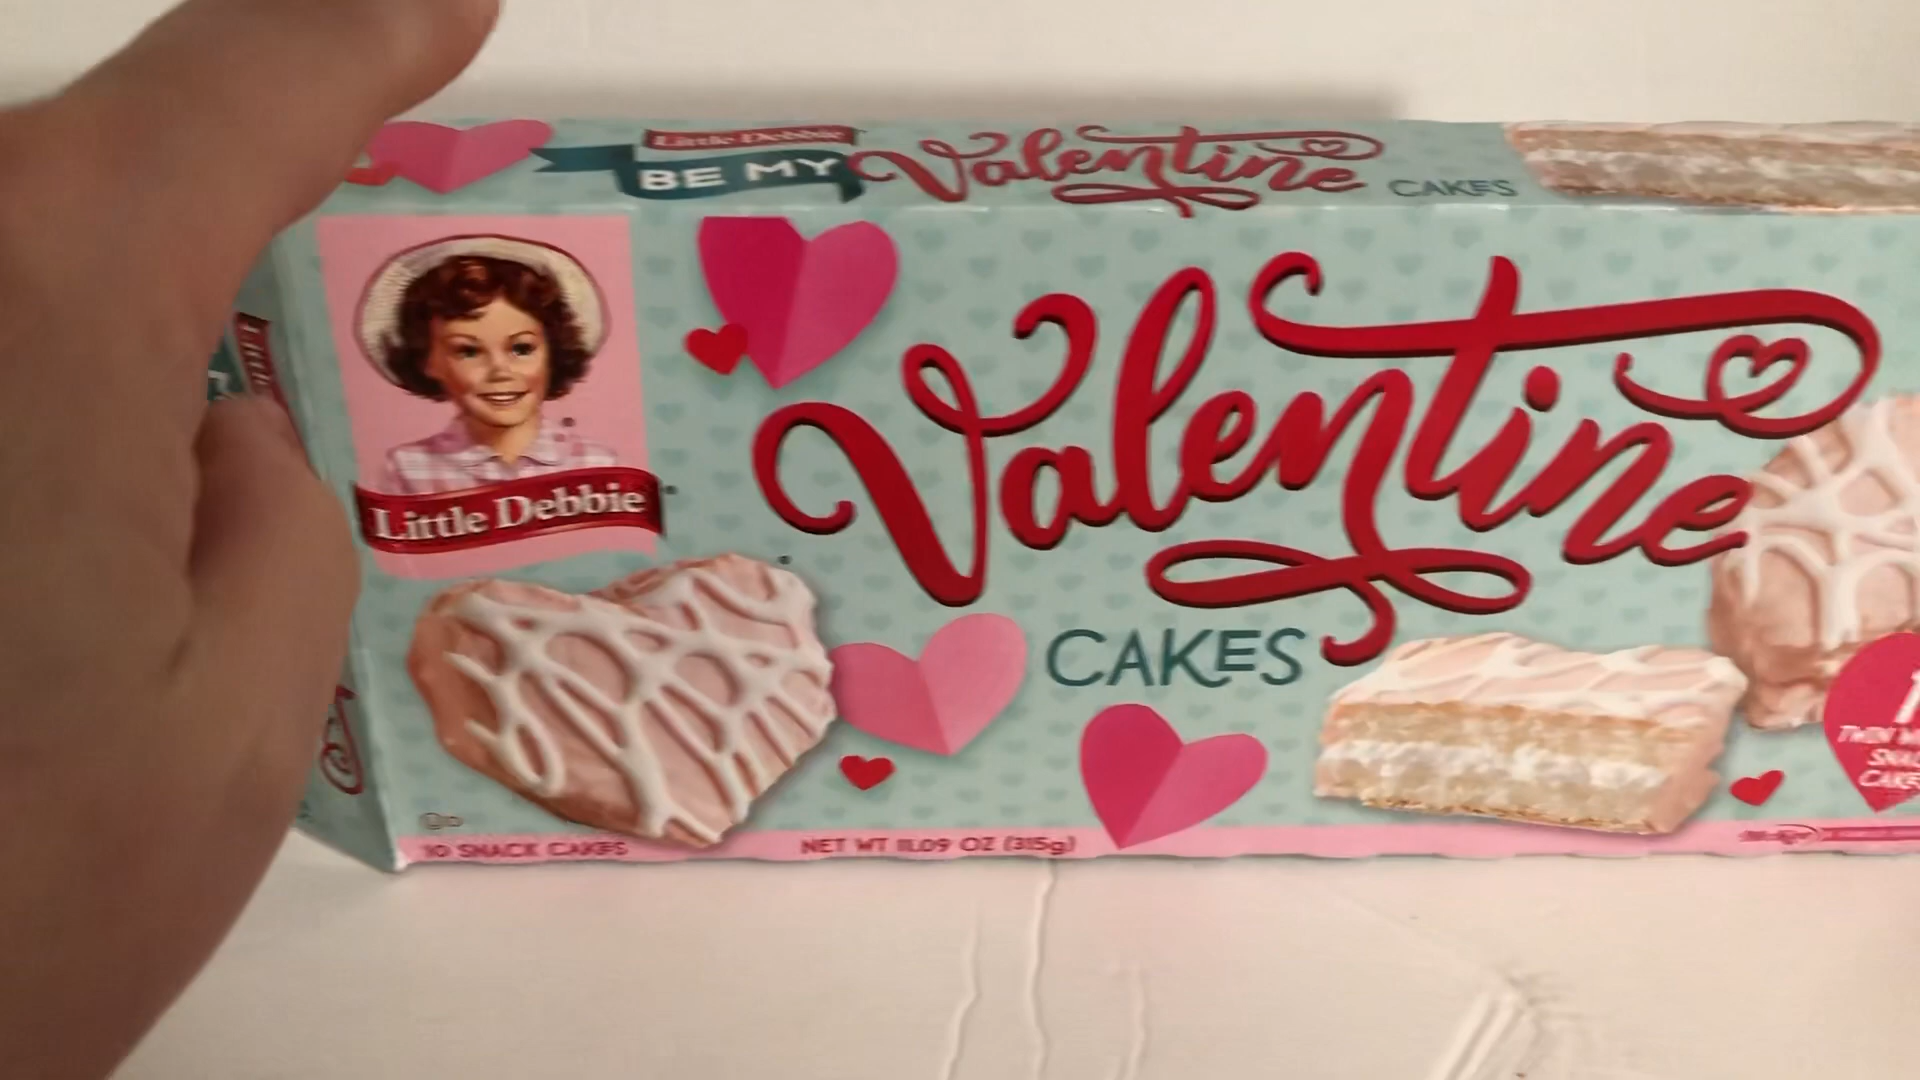 Little Debbie
BE MY Valentine CAKES
Little Debbie
Valentine
CAKES
10 SNACK CAKES
NET WT 11.09 OZ (315g)
TWIN